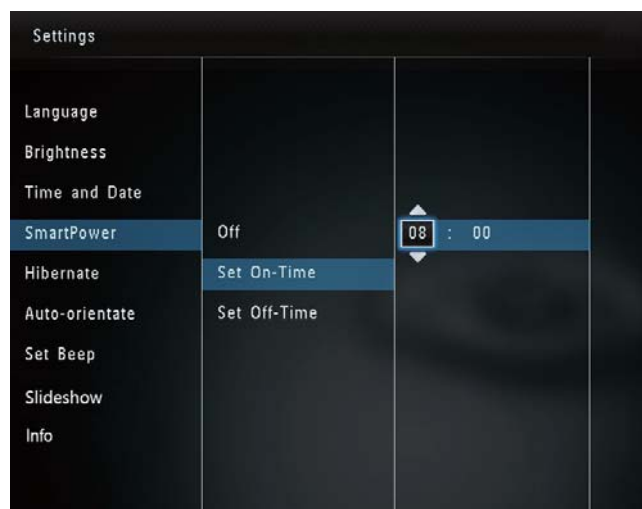 Settings
Language
Brightness
Time and Date
SmartPower
Hibernate
Auto-orientate
Set Beep
Slideshow
Info
Off
Set On-Time
Set Off-Time
08 : 00